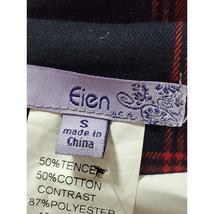 Eien
U.S.A.
S
made in
China
50%TENCEL
50%COTTON
CONTRAST
87%POLYESTER